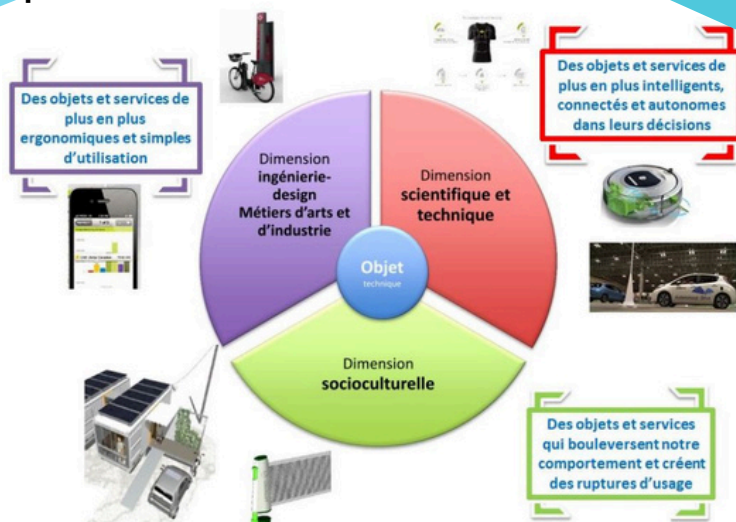 Des objets et services de
plus en plus
ergonomiques et simples
d'utilisation
Des objets et services de
plus en plus intelligents,
connectés et autonomes
dans leurs décisions
Dimension
ingénierie-
design
Métiers d'arts et
d'industrie
Dimension
scientifique et
technique
Objet
technique
Dimension
socioculturelle
Des objets et services
qui bouleversent notre
comportement et créent
des ruptures d'usage